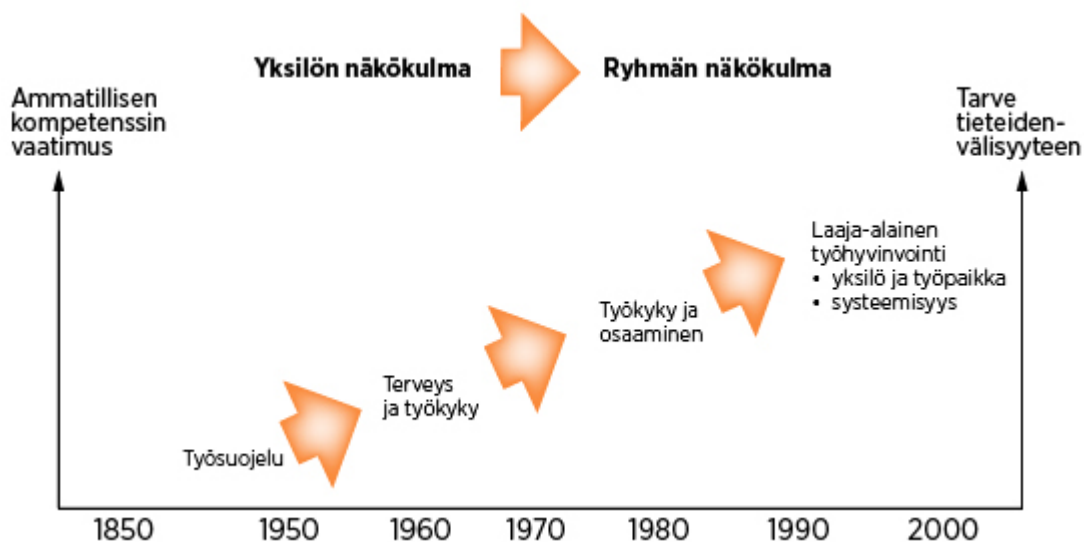 Yksilön näkökulma
Ryhmän näkökulma
Ammatillisen
kompetenssin
vaatimus
Tarve
tieteiden-
välisyyteen
Laaja-alainen
työhyvinvointi
• yksilö ja työpaikka
• systeemisyys
Työkyky ja
osaaminen
Terveys
ja työkyky
Työsuojelu
1850 1950 1960 1970 1980 1990 2000